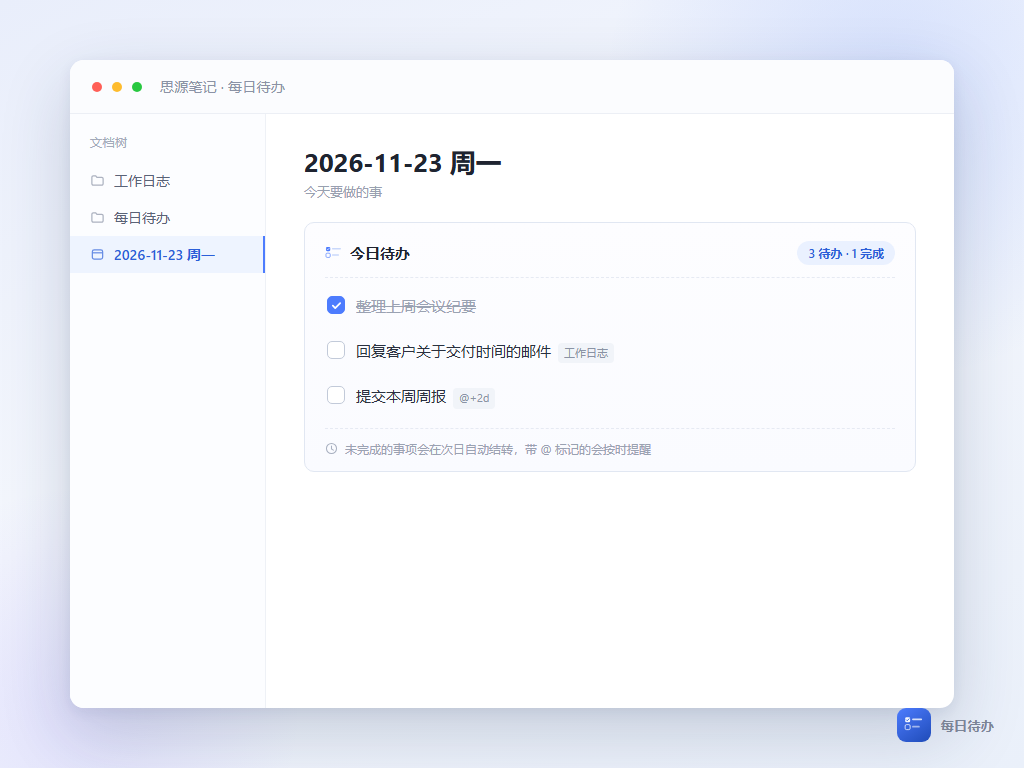 思源笔记 · 每日待办
文档树
工作日志
每日待办
2026-11-23 周一
2026-11-23 周一
今天要做的事
今日待办
3 待办 · 1 完成
整理上周会议纪要
回复客户关于交付时间的邮件 工作日志
提交本周周报 @+2d
未完成的事项会在次日自动结转，带 @ 标记的会按时提醒
每日待办